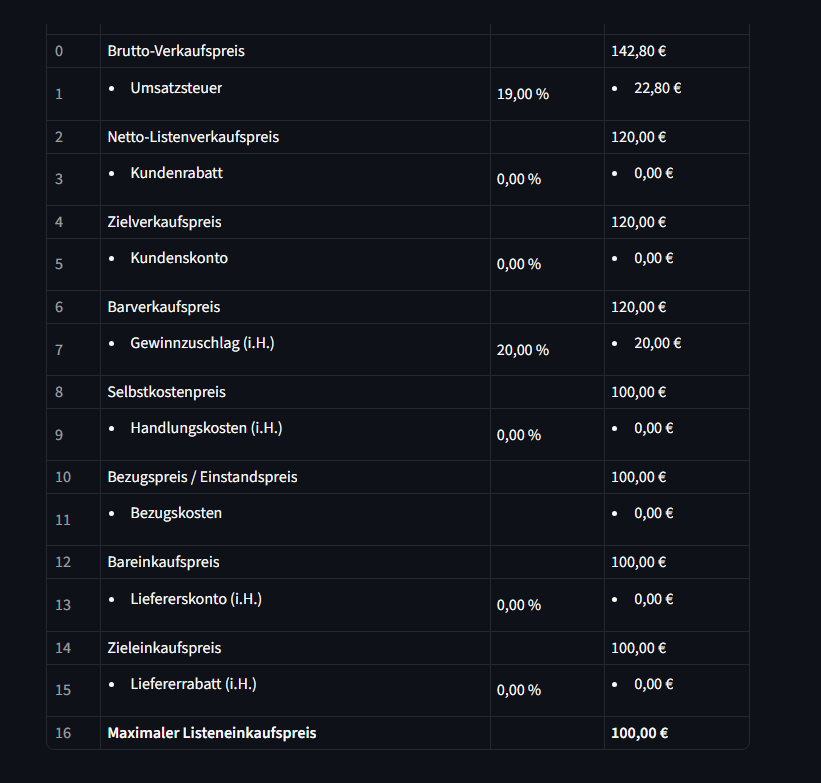 0 Brutto-Verkaufspreis 142,80 €
1 • Umsatzsteuer 19,00 % • 22,80 €
2 Netto-Listenverkaufspreis 120,00 €
3 • Kundenrabatt 0,00 % • 0,00 €
4 Zielverkaufspreis 120,00 €
5 • Kundenskonto 0,00 % • 0,00 €
6 Barverkaufspreis 120,00 €
7 • Gewinnzuschlag (i.H.) 20,00 % • 20,00 €
8 Selbstkostenpreis 100,00 €
9 • Handlungskosten (i.H.) 0,00 % • 0,00 €
10 Bezugspreis / Einstandspreis 100,00 €
11 • Bezugskosten • 0,00 €
12 Bareinkaufspreis 100,00 €
13 • Liefererskonto (i.H.) 0,00 % • 0,00 €
14 Zieleinkaufspreis 100,00 €
15 • Liefererrabatt (i.H.) 0,00 % • 0,00 €
16 Maximaler Listeneinkaufspreis 100,00 €